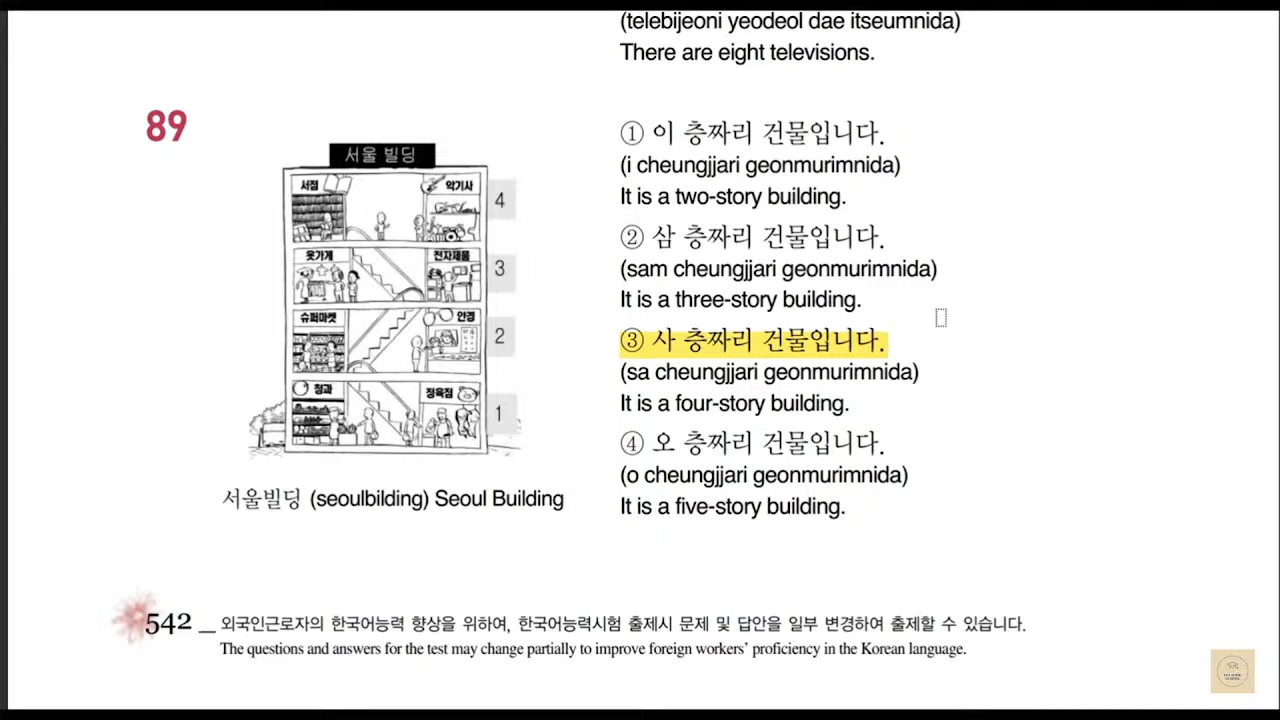 (telebijeoni yeodeol dae itseumnida)
There are eight televisions.
89
서울 빌딩
서점
악기사
4
옷가게
전자제품
3
슈퍼마켓
안경
2
청과
정육점
1
서울빌딩 (seoulbilding) Seoul Building
① 이 층짜리 건물입니다.
(i cheungjjari geonmurimnida)
It is a two-story building.
② 삼 층짜리 건물입니다.
(sam cheungjjari geonmurimnida)
It is a three-story building.
③ 사 층짜리 건물입니다.
(sa cheungjjari geonmurimnida)
It is a four-story building.
④ 오 층짜리 건물입니다.
(o cheungjjari geonmurimnida)
It is a five-story building.
542 _ 외국인근로자의 한국어능력 향상을 위하여, 한국어능력시험 출제시 문제 및 답안을 일부 변경하여 출제할 수 있습니다.
The questions and answers for the test may change partially to improve foreign workers' proficiency in the Korean language.